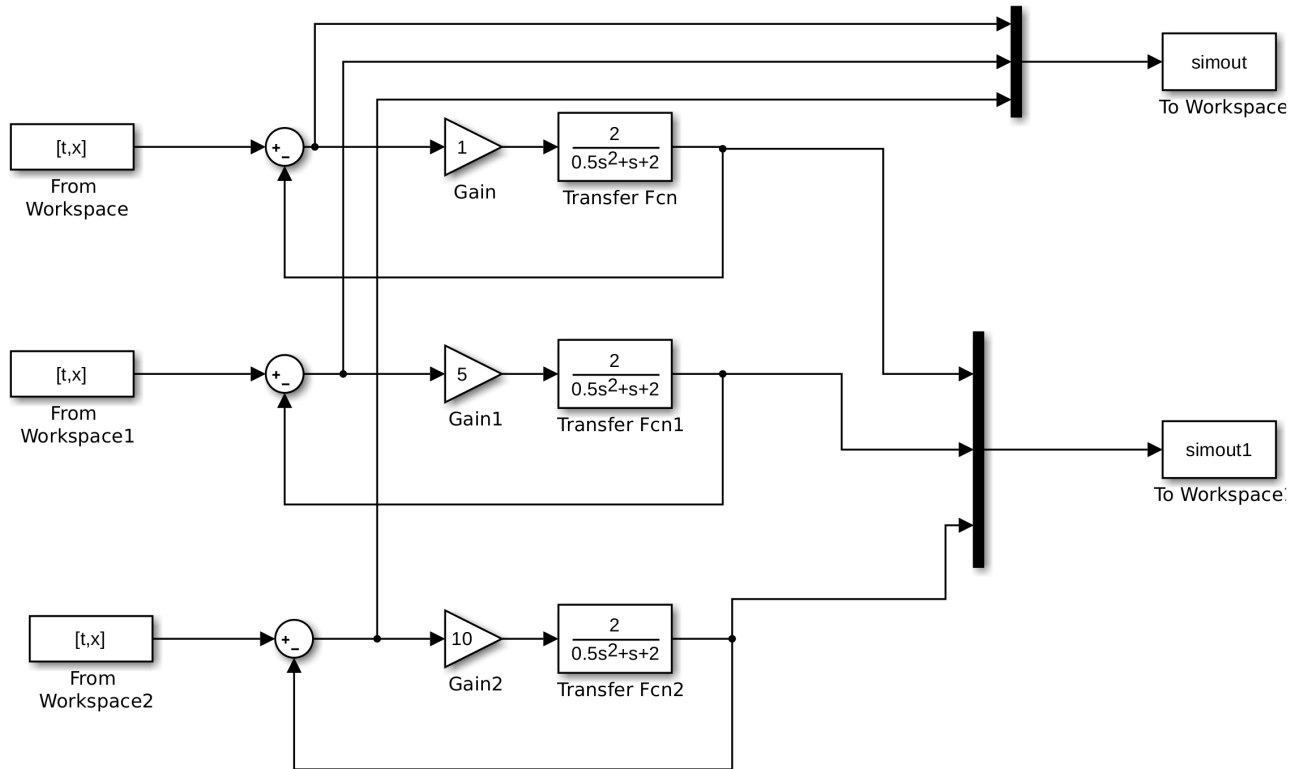 simout
To Workspace
[t,x]
From
Workspace
+
−
1
Gain
2
0.5s²+s+2
Transfer Fcn
[t,x]
From
Workspace1
+
−
5
Gain1
2
0.5s²+s+2
Transfer Fcn1
simout1
To Workspace
[t,x]
From
Workspace2
+
−
10
Gain2
2
0.5s²+s+2
Transfer Fcn2